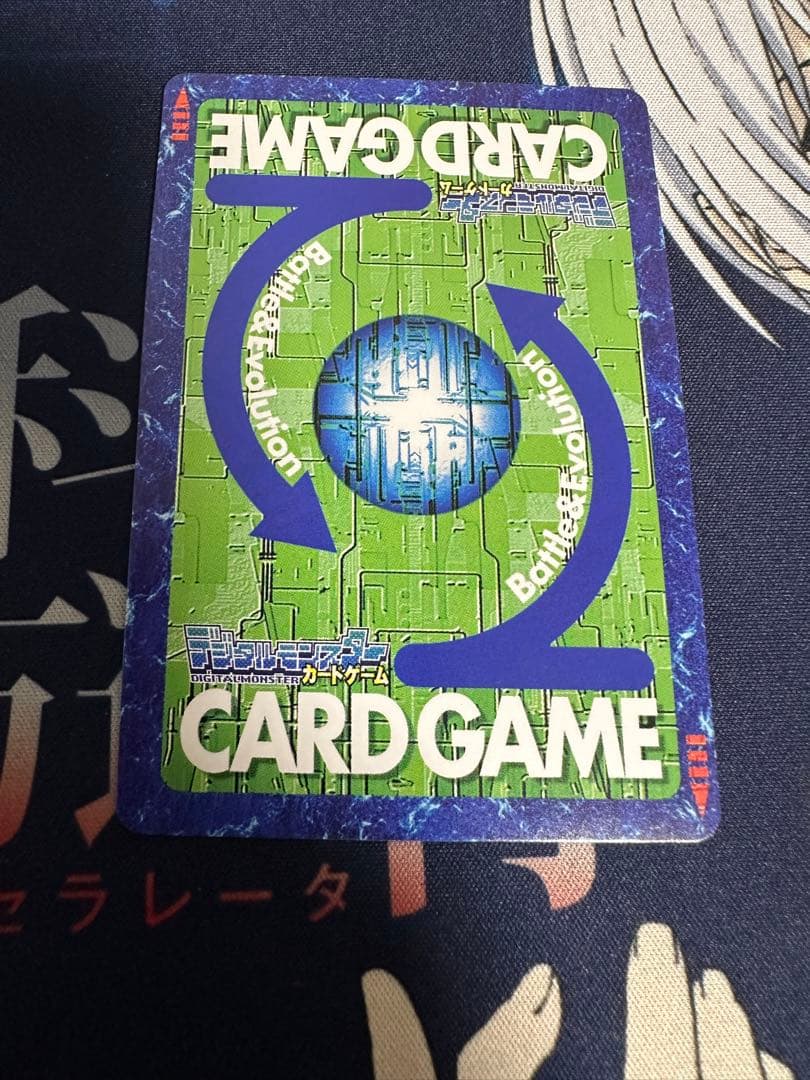 CARD GAME
デジタルモンスター
DIGITALMONSTER
カードゲーム
Battle&Evolution
Battle&Evolution
デジタルモンスター
DIGITALMONSTER カードゲーム
CARD GAME
セラレータ